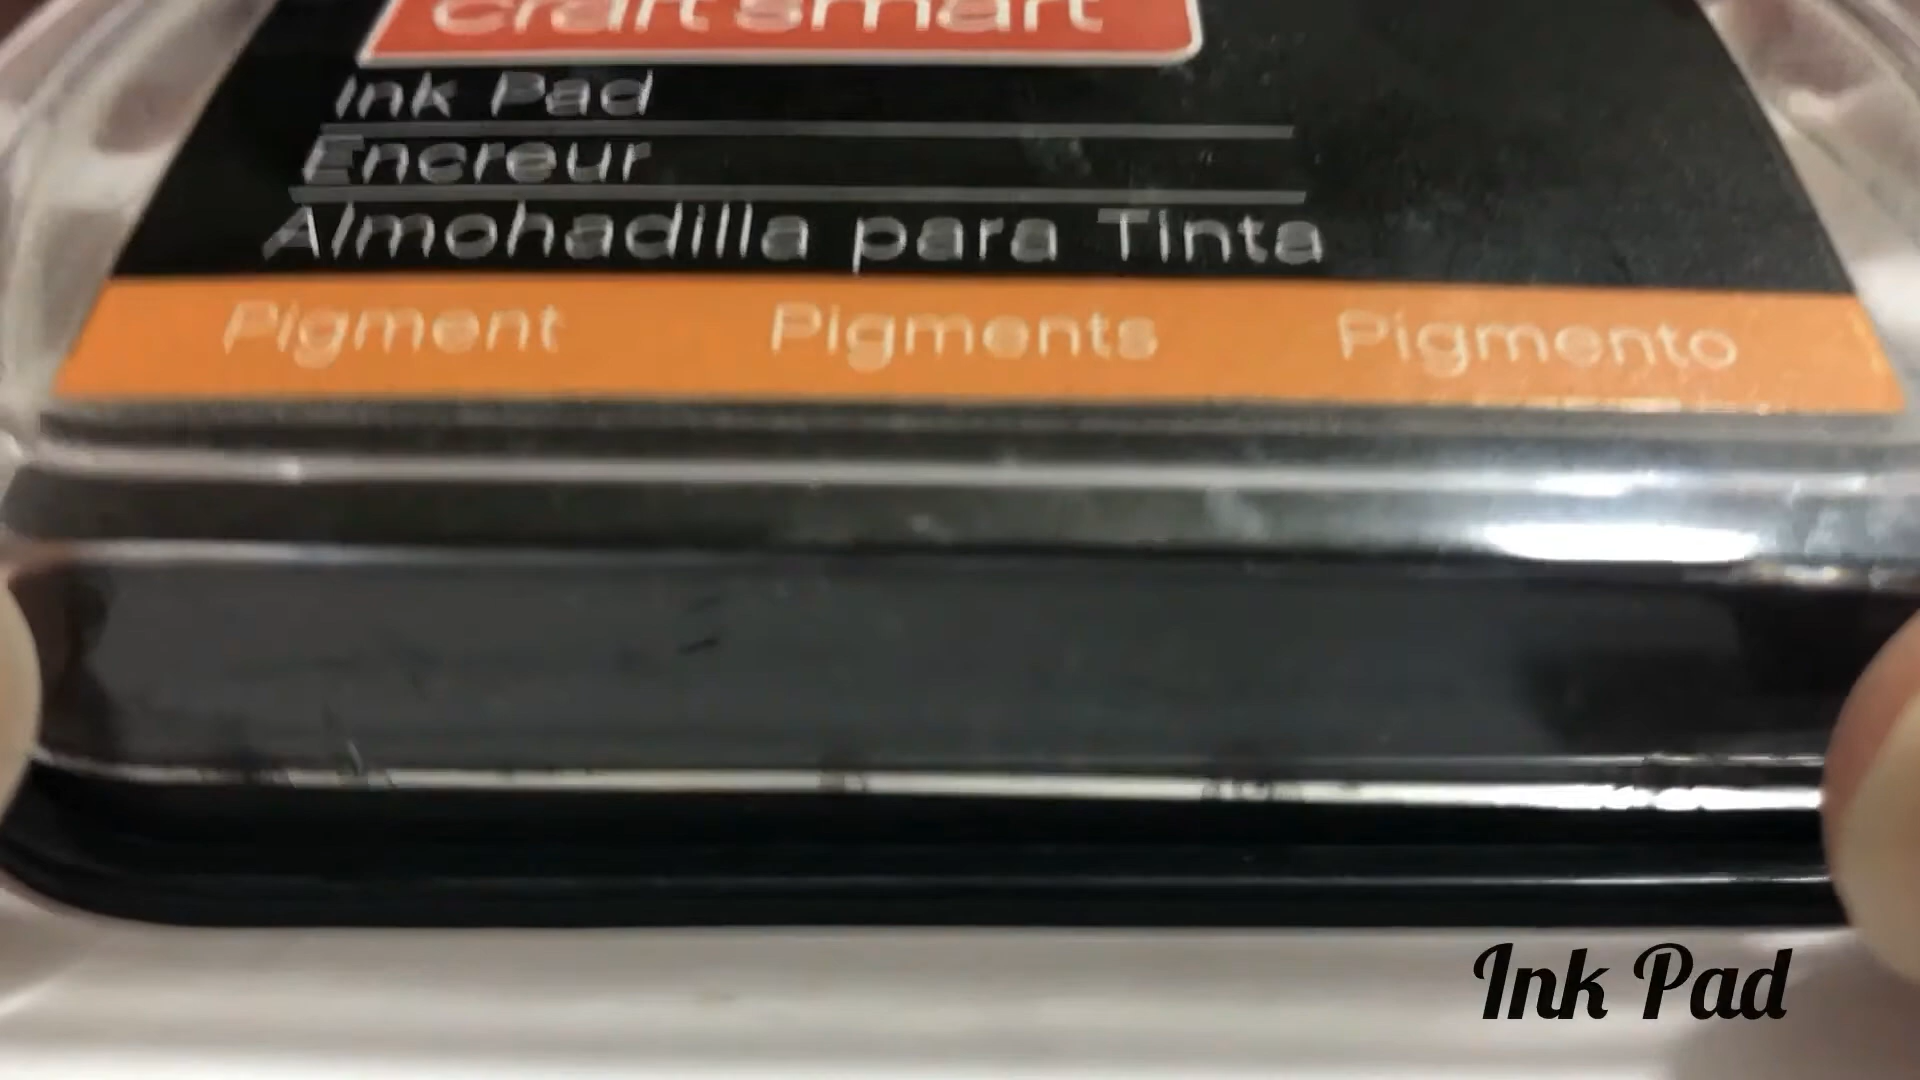 craft smart
Ink Pad
Encreur
Almohadilla para Tinta
Pigment Pigments Pigmento
Ink Pad